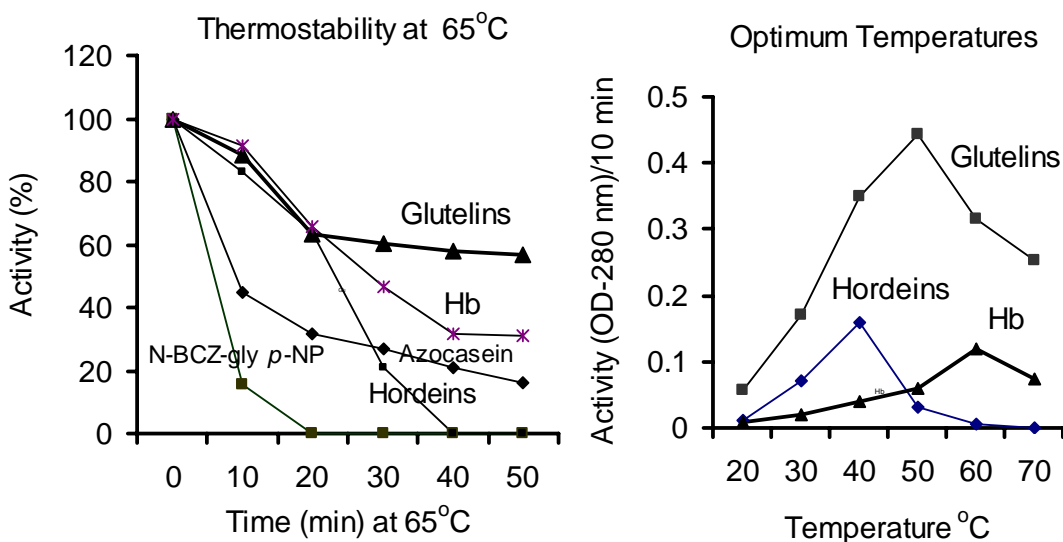 Thermostability at 65°C
120
100
80
60
40
20
0
Activity (%)
Glutelins
Hb
N-BCZ-gly p-NP
Azocasein
Hordeins
0 10 20 30 40 50
Time (min) at 65°C
Optimum Temperatures
0.5
0.4
0.3
0.2
0.1
0
Activity (OD-280 nm)/10 min
Glutelins
Hordeins
Hb
Hb
20 30 40 50 60 70
Temperature °C